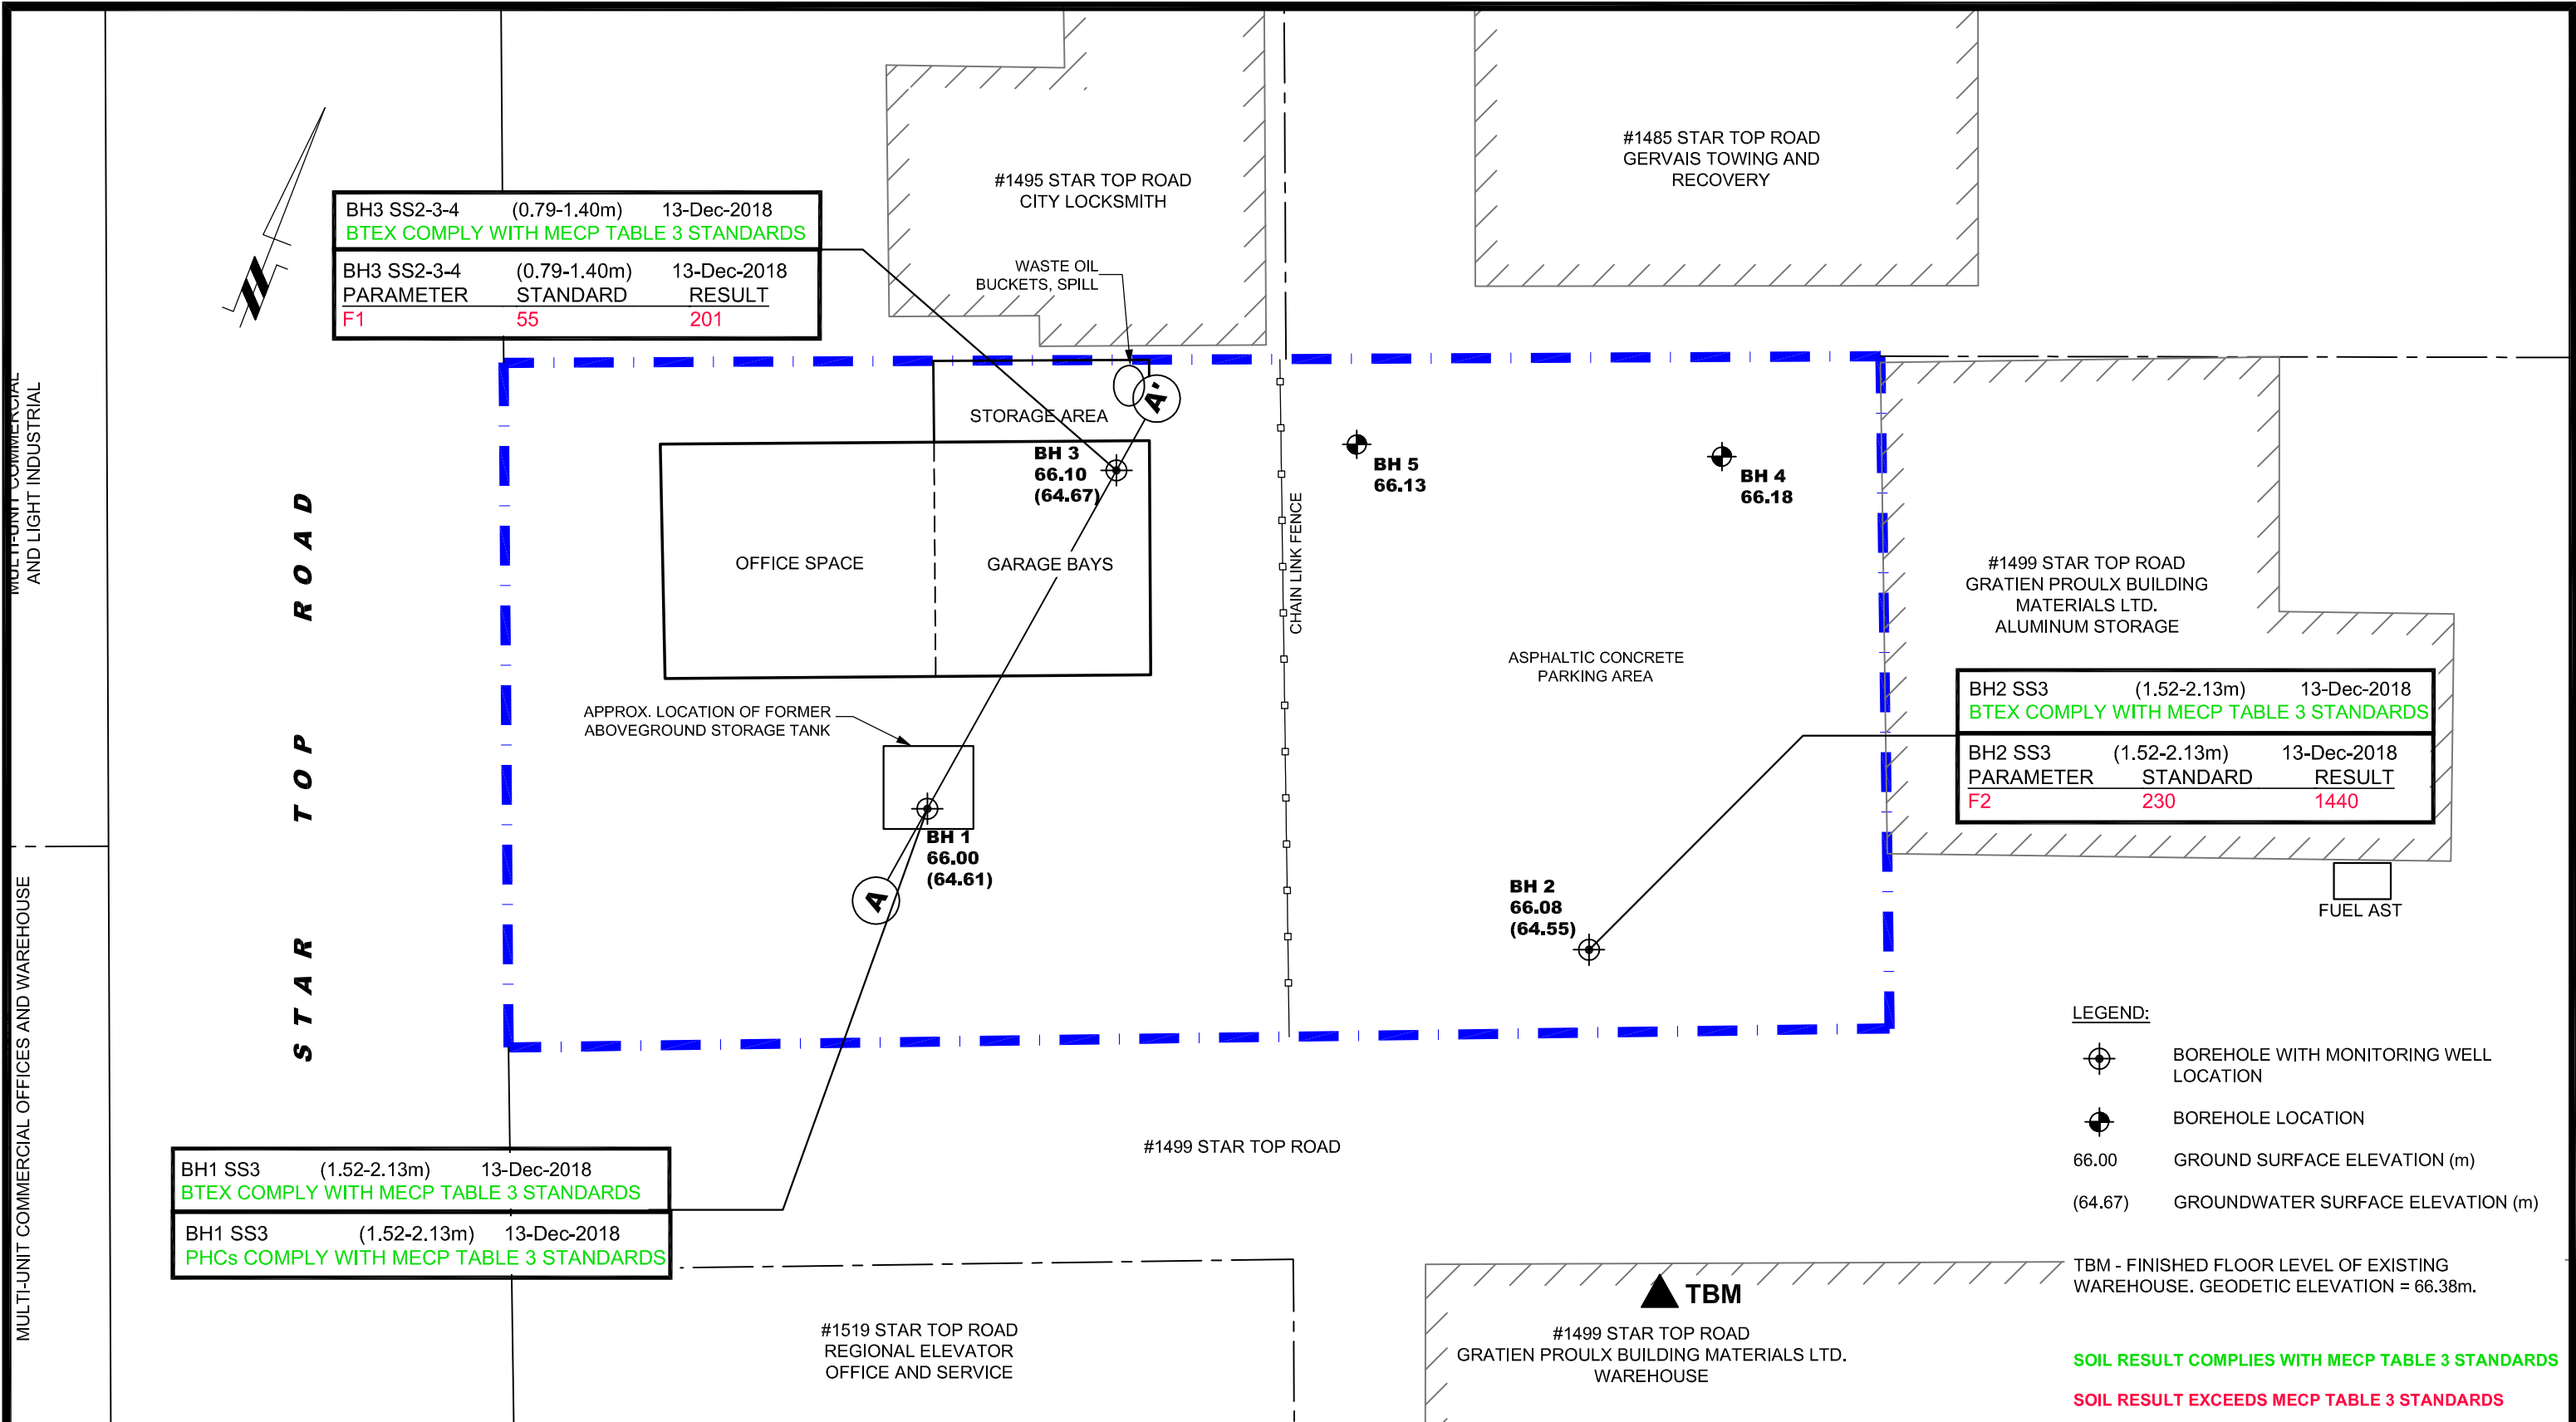 #1485 STAR TOP ROAD
GERVAIS TOWING AND
RECOVERY
#1495 STAR TOP ROAD
CITY LOCKSMITH
BH3 SS2-3-4 (0.79-1.40m) 13-Dec-2018
BTEX COMPLY WITH MECP TABLE 3 STANDARDS
BH3 SS2-3-4 (0.79-1.40m) 13-Dec-2018
PARAMETER STANDARD RESULT
F1 55 201
WASTE OIL
BUCKETS, SPILL
MULTI-UNIT COMMERCIAL
AND LIGHT INDUSTRIAL
STORAGE AREA
A'
BH 3
66.10
(64.67)
BH 5
66.13
BH 4
66.18
OFFICE SPACE
GARAGE BAYS
CHAIN LINK FENCE
#1499 STAR TOP ROAD
GRATIEN PROULX BUILDING
MATERIALS LTD.
ALUMINUM STORAGE
ASPHALTIC CONCRETE
PARKING AREA
STAR TOP ROAD
APPROX. LOCATION OF FORMER
ABOVEGROUND STORAGE TANK
BH2 SS3 (1.52-2.13m) 13-Dec-2018
BTEX COMPLY WITH MECP TABLE 3 STANDARDS
BH2 SS3 (1.52-2.13m) 13-Dec-2018
PARAMETER STANDARD RESULT
F2 230 1440
BH 1
66.00
(64.61)
A
BH 2
66.08
(64.55)
FUEL AST
MULTI-UNIT COMMERCIAL OFFICES AND WAREHOUSE
#1499 STAR TOP ROAD
BH1 SS3 (1.52-2.13m) 13-Dec-2018
BTEX COMPLY WITH MECP TABLE 3 STANDARDS
BH1 SS3 (1.52-2.13m) 13-Dec-2018
PHCs COMPLY WITH MECP TABLE 3 STANDARDS
LEGEND:
BOREHOLE WITH MONITORING WELL
LOCATION
BOREHOLE LOCATION
66.00 GROUND SURFACE ELEVATION (m)
(64.67) GROUNDWATER SURFACE ELEVATION (m)
TBM - FINISHED FLOOR LEVEL OF EXISTING
WAREHOUSE. GEODETIC ELEVATION = 66.38m.
SOIL RESULT COMPLIES WITH MECP TABLE 3 STANDARDS
SOIL RESULT EXCEEDS MECP TABLE 3 STANDARDS
TBM
#1519 STAR TOP ROAD
REGIONAL ELEVATOR
OFFICE AND SERVICE
#1499 STAR TOP ROAD
GRATIEN PROULX BUILDING MATERIALS LTD.
WAREHOUSE